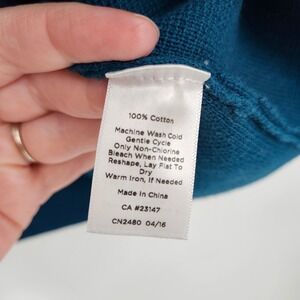 100% Cotton
Machine Wash Cold
Gentle Cycle
Only Non-Chlorine
Bleach When Needed
Reshape, Lay Flat To
Dry
Warm Iron, If Needed
Made In China
CA #23147
CN2480 04/16